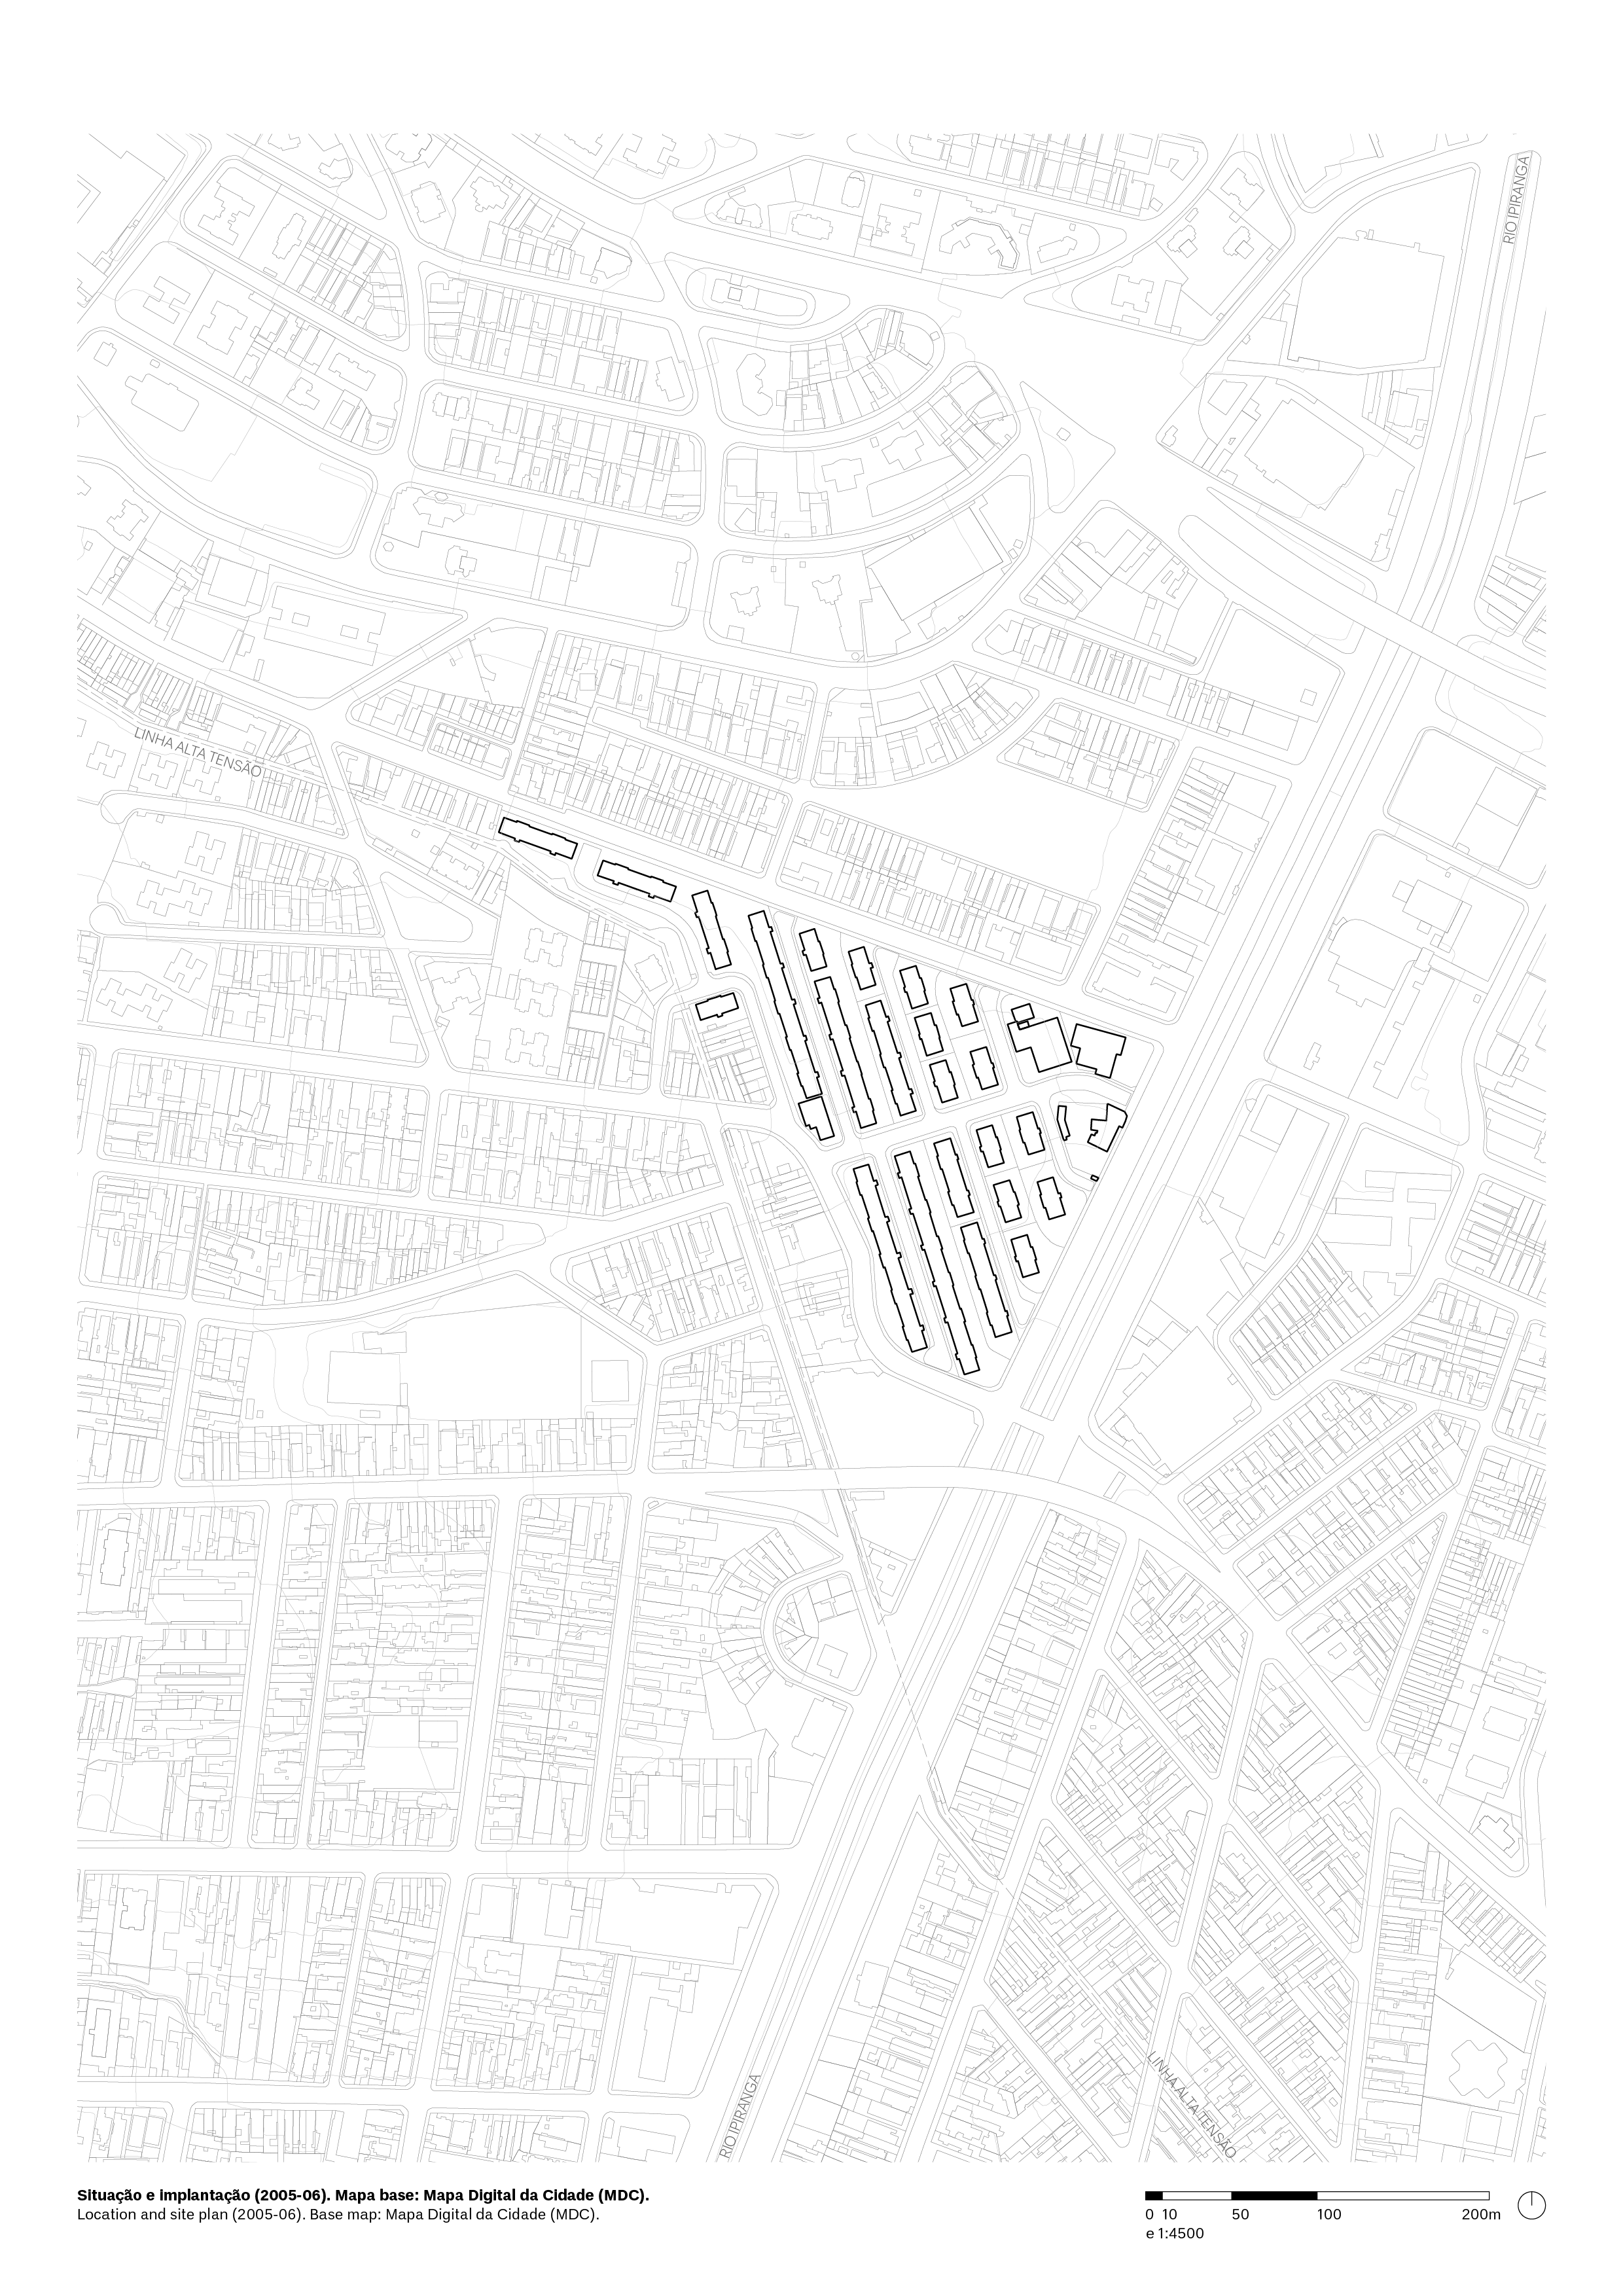 RIO IPIRANGA
LINHA ALTA TENSÃO
LINHA ALTA TENSÃO
RIO IPIRANGA
Situação e implantação (2005-06). Mapa base: Mapa Digital da Cidade (MDC).
Location and site plan (2005-06). Base map: Mapa Digital da Cidade (MDC).
0 10 50 100 200m
e 1:4500